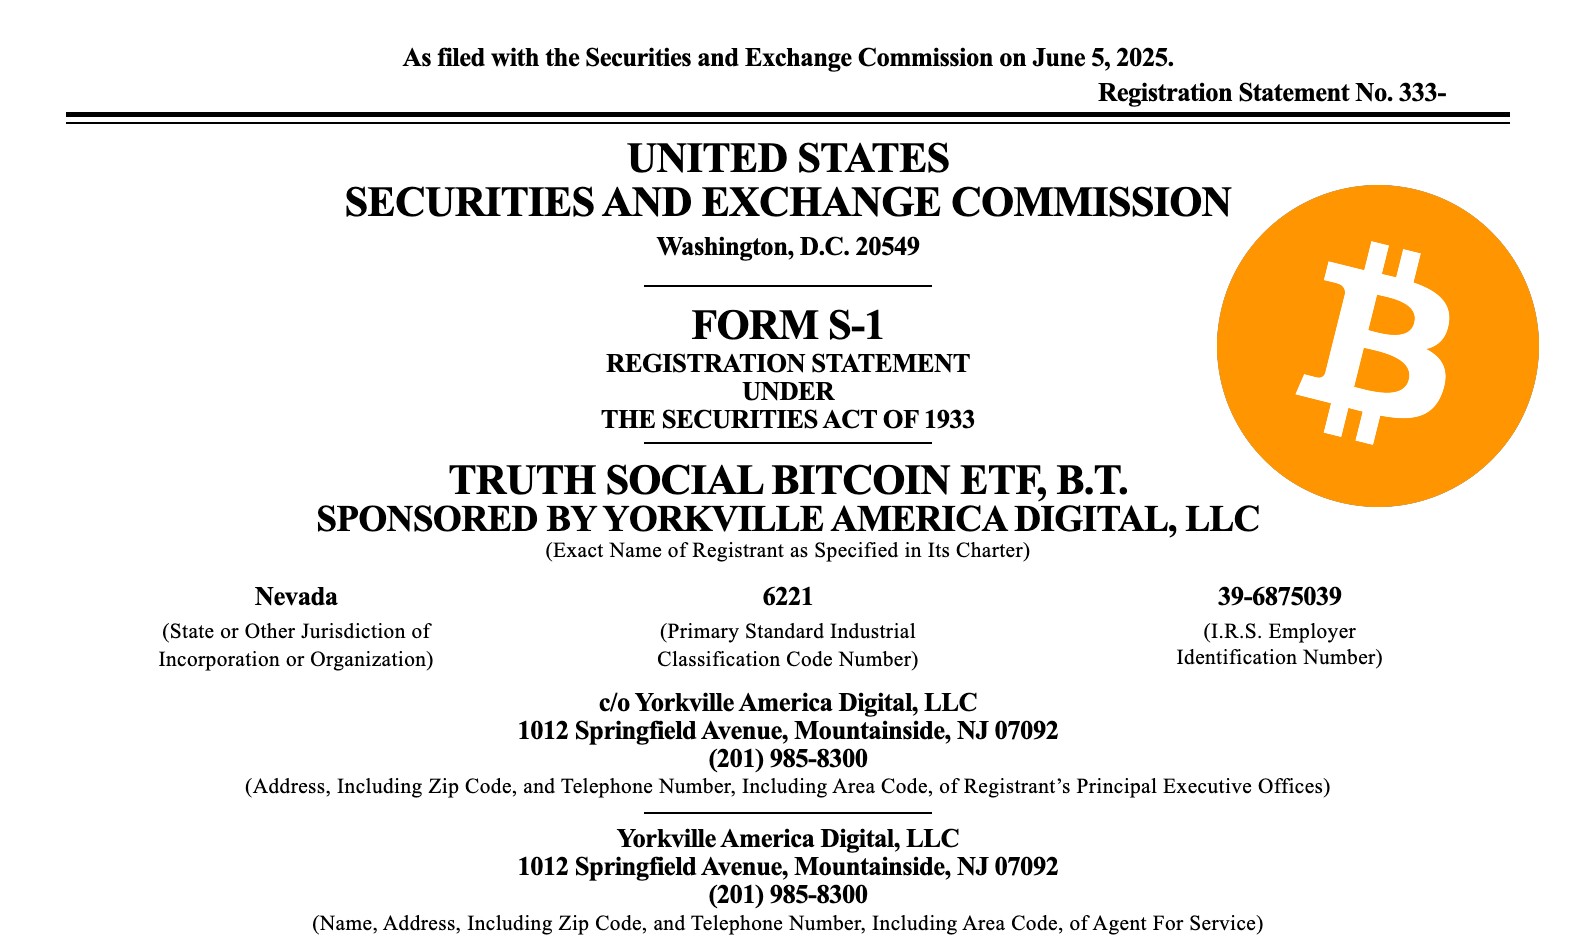 As filed with the Securities and Exchange Commission on June 5, 2025.
Registration Statement No. 333-
UNITED STATES
SECURITIES AND EXCHANGE COMMISSION
Washington, D.C. 20549
FORM S-1
REGISTRATION STATEMENT
UNDER
THE SECURITIES ACT OF 1933
TRUTH SOCIAL BITCOIN ETF, B.T.
SPONSORED BY YORKVILLE AMERICA DIGITAL, LLC
(Exact Name of Registrant as Specified in Its Charter)
Nevada
(State or Other Jurisdiction of
Incorporation or Organization)
6221
(Primary Standard Industrial
Classification Code Number)
39-6875039
(I.R.S. Employer
Identification Number)
c/o Yorkville America Digital, LLC
1012 Springfield Avenue, Mountainside, NJ 07092
(201) 985-8300
(Address, Including Zip Code, and Telephone Number, Including Area Code, of Registrant’s Principal Executive Offices)
Yorkville America Digital, LLC
1012 Springfield Avenue, Mountainside, NJ 07092
(201) 985-8300
(Name, Address, Including Zip Code, and Telephone Number, Including Area Code, of Agent For Service)